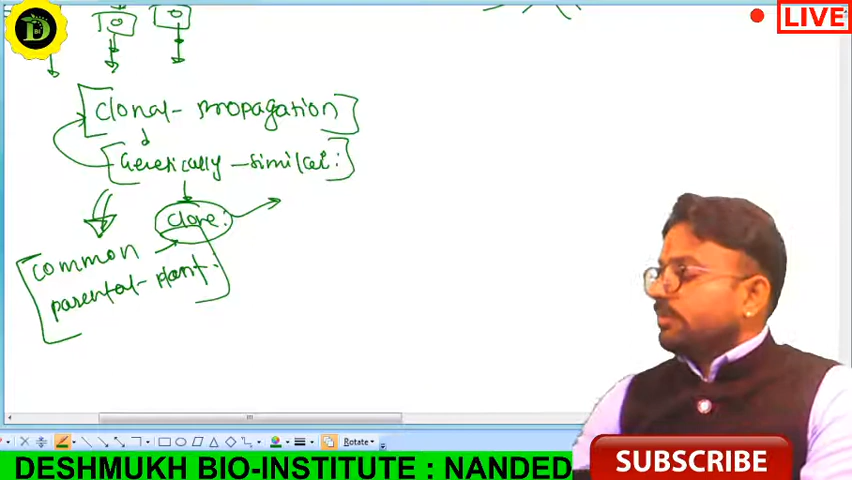 LIVE
D
Clonal- propagation
Genetically -similar:
clone:
common
parental- plant.
Rotate
DESHMUKH BIO-INSTITUTE : NANDED
SUBSCRIBE